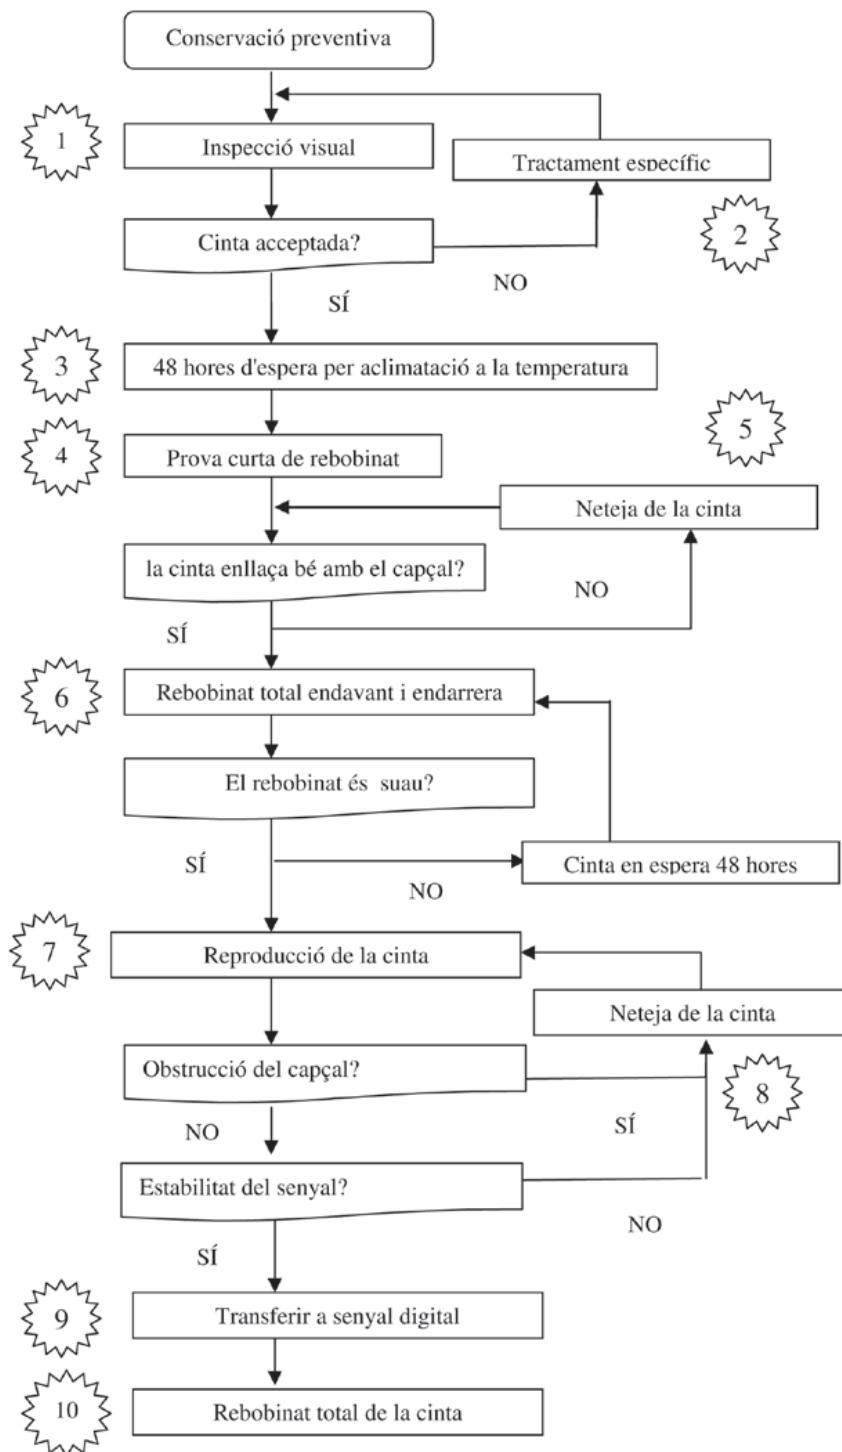 Conservació preventiva
1
Inspecció visual
Tractament específic
2
Cinta acceptada?
NO
SÍ
3
48 hores d'espera per aclimatació a la temperatura
5
4
Prova curta de rebobinat
Neteja de la cinta
la cinta enllaça bé amb el capçal?
NO
SÍ
6
Rebobinat total endavant i endarrera
El rebobinat és suau?
SÍ
Cinta en espera 48 hores
NO
7
Reproducció de la cinta
Neteja de la cinta
Obstrucció del capçal?
8
SÍ
NO
Estabilitat del senyal?
NO
SÍ
9
Transferir a senyal digital
10
Rebobinat total de la cinta